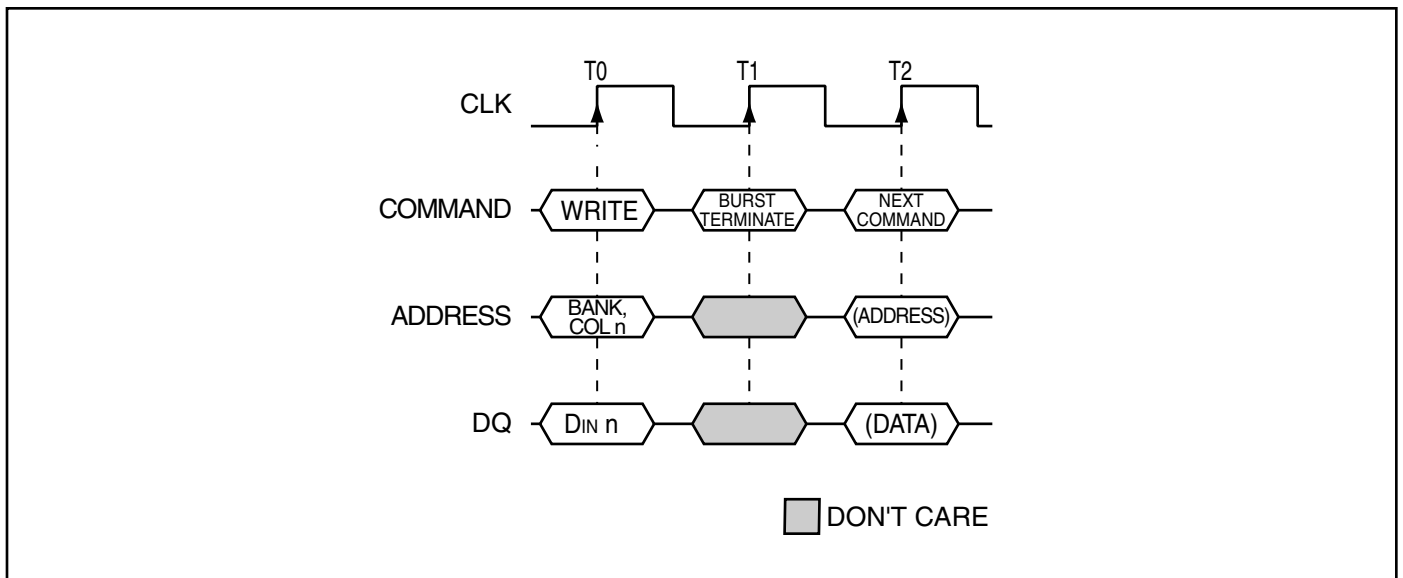 T0 T1 T2
CLK
COMMAND WRITE BURST TERMINATE NEXT COMMAND
ADDRESS BANK, COL n (ADDRESS)
DQ DIN n (DATA)
DON'T CARE